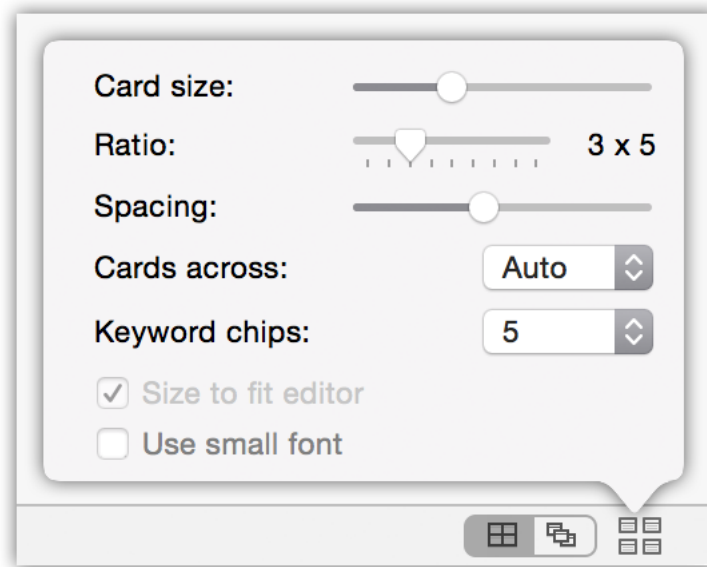 Card size:
Ratio: 3 x 5
Spacing:
Cards across: Auto
Keyword chips: 5
Size to fit editor
Use small font